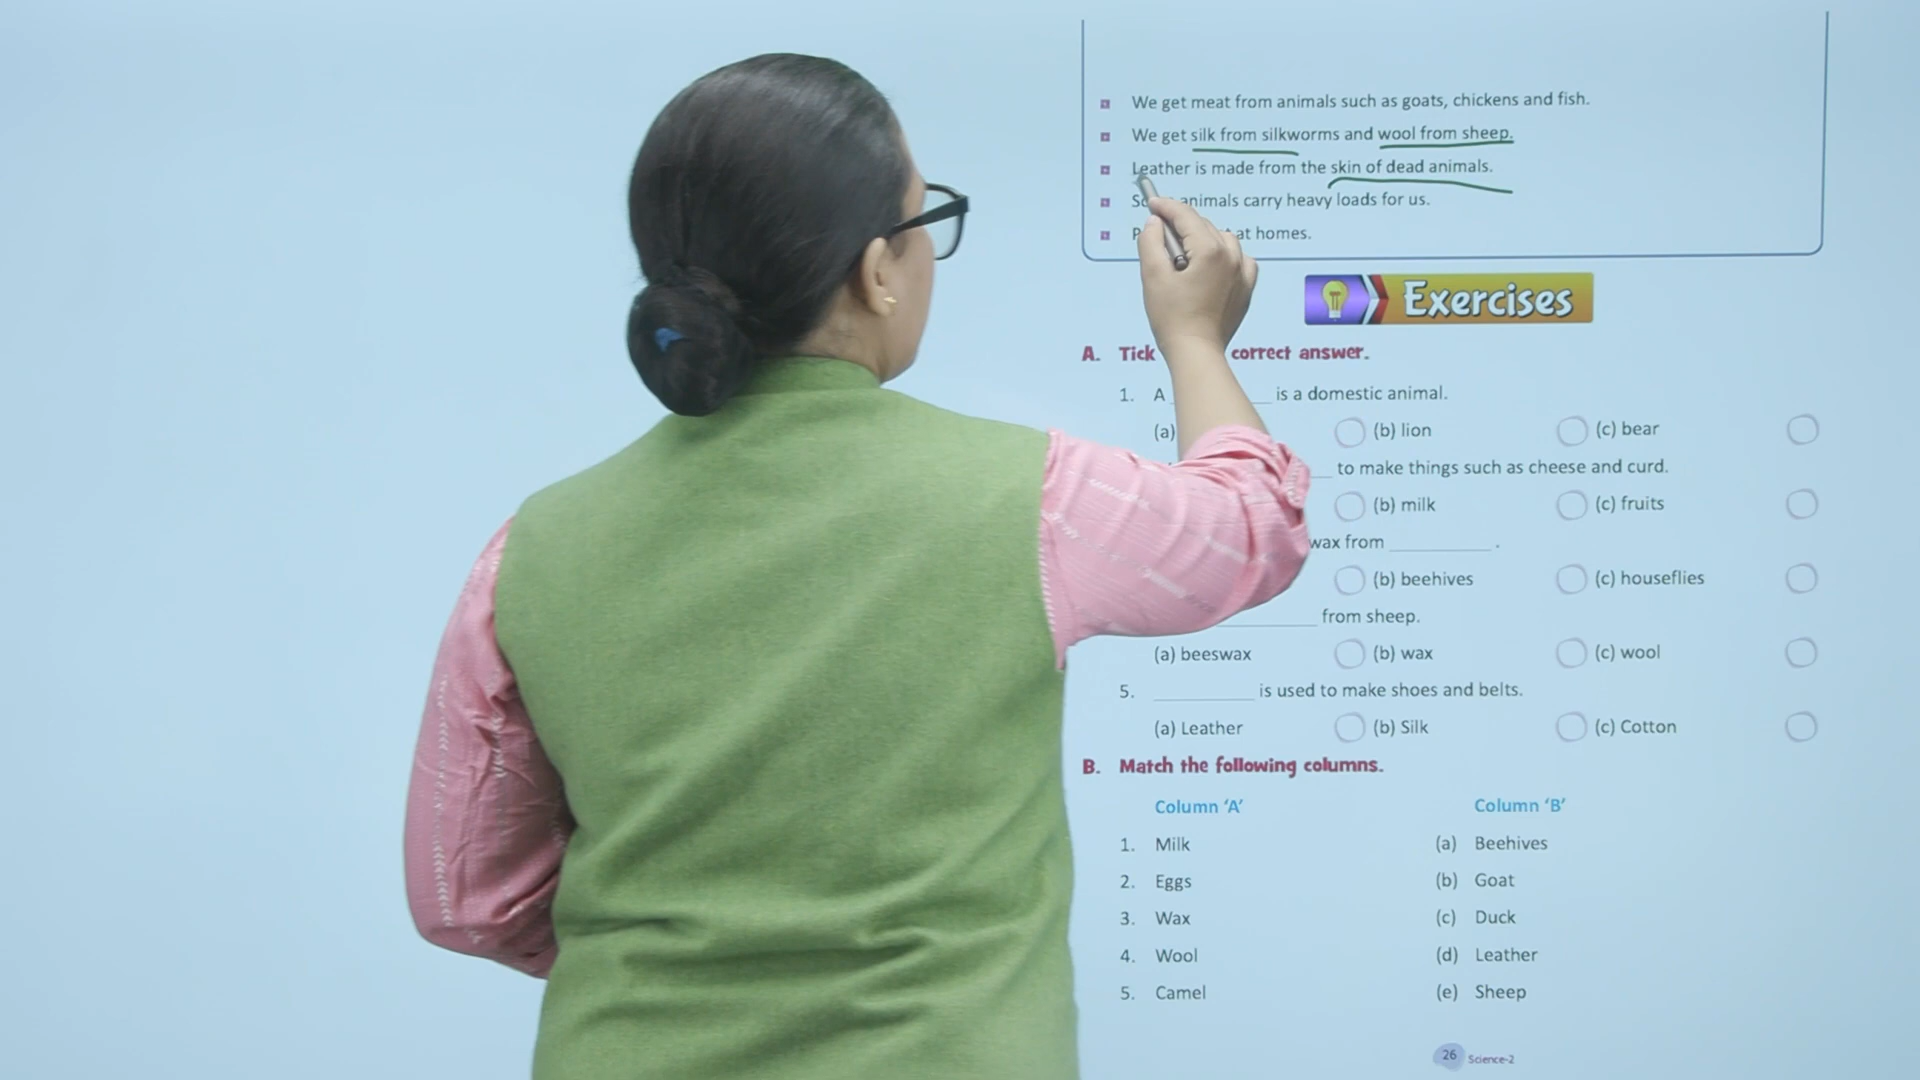 We get meat from animals such as goats, chickens and fish.
We get silk from silkworms and wool from sheep.
Leather is made from the skin of dead animals.
animals carry heavy loads for us.
at homes.
Exercises
A. Tick correct answer.
1. A ________ is a domestic animal.
(a) (b) lion (c) bear
________ to make things such as cheese and curd.
(b) milk (c) fruits
wax from ________ .
(b) beehives (c) houseflies
________ from sheep.
(a) beeswax (b) wax (c) wool
5. ________ is used to make shoes and belts.
(a) Leather (b) Silk (c) Cotton
B. Match the following columns.
Column ‘A’ Column ‘B’
1. Milk (a) Beehives
2. Eggs (b) Goat
3. Wax (c) Duck
4. Wool (d) Leather
5. Camel (e) Sheep
26 Science-2